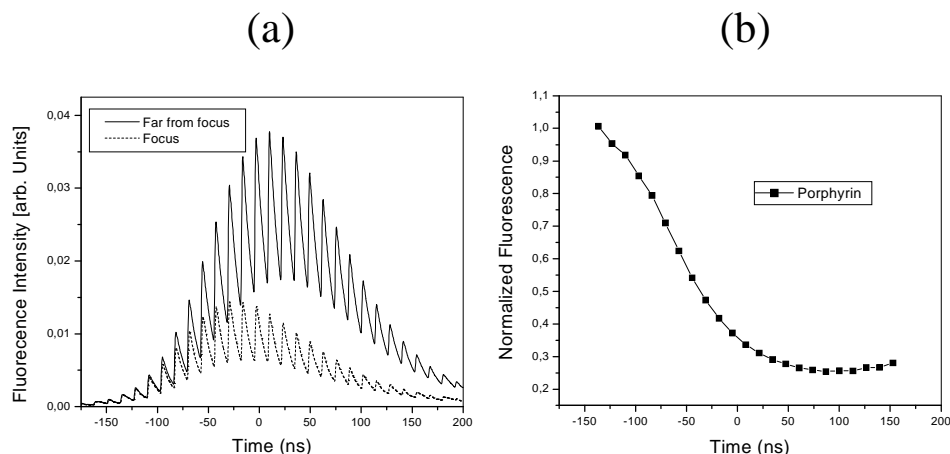 (a)
(b)
Fluorecence Intensity [arb. Units]
0,04
0,03
0,02
0,01
0,00
Far from focus
Focus
-150 -100 -50 0 50 100 150 200
Time (ns)
Normalized Fluorescence
1,1
1,0
0,9
0,8
0,7
0,6
0,5
0,4
0,3
0,2
Porphyrin
-150 -100 -50 0 50 100 150 200
Time (ns)